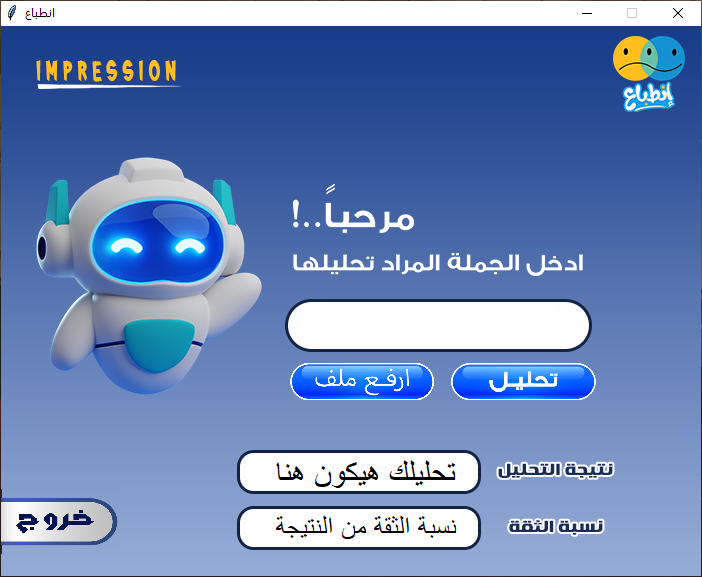 انطباع
IMPRESSION
إنطباع
مرحباً..!
ادخل الجملة المراد تحليلها
تحليل
ارفع ملف
نتيجة التحليل
تحليلك هيكون هنا
نسبة الثقة
نسبة الثقة من النتيجة
خروج